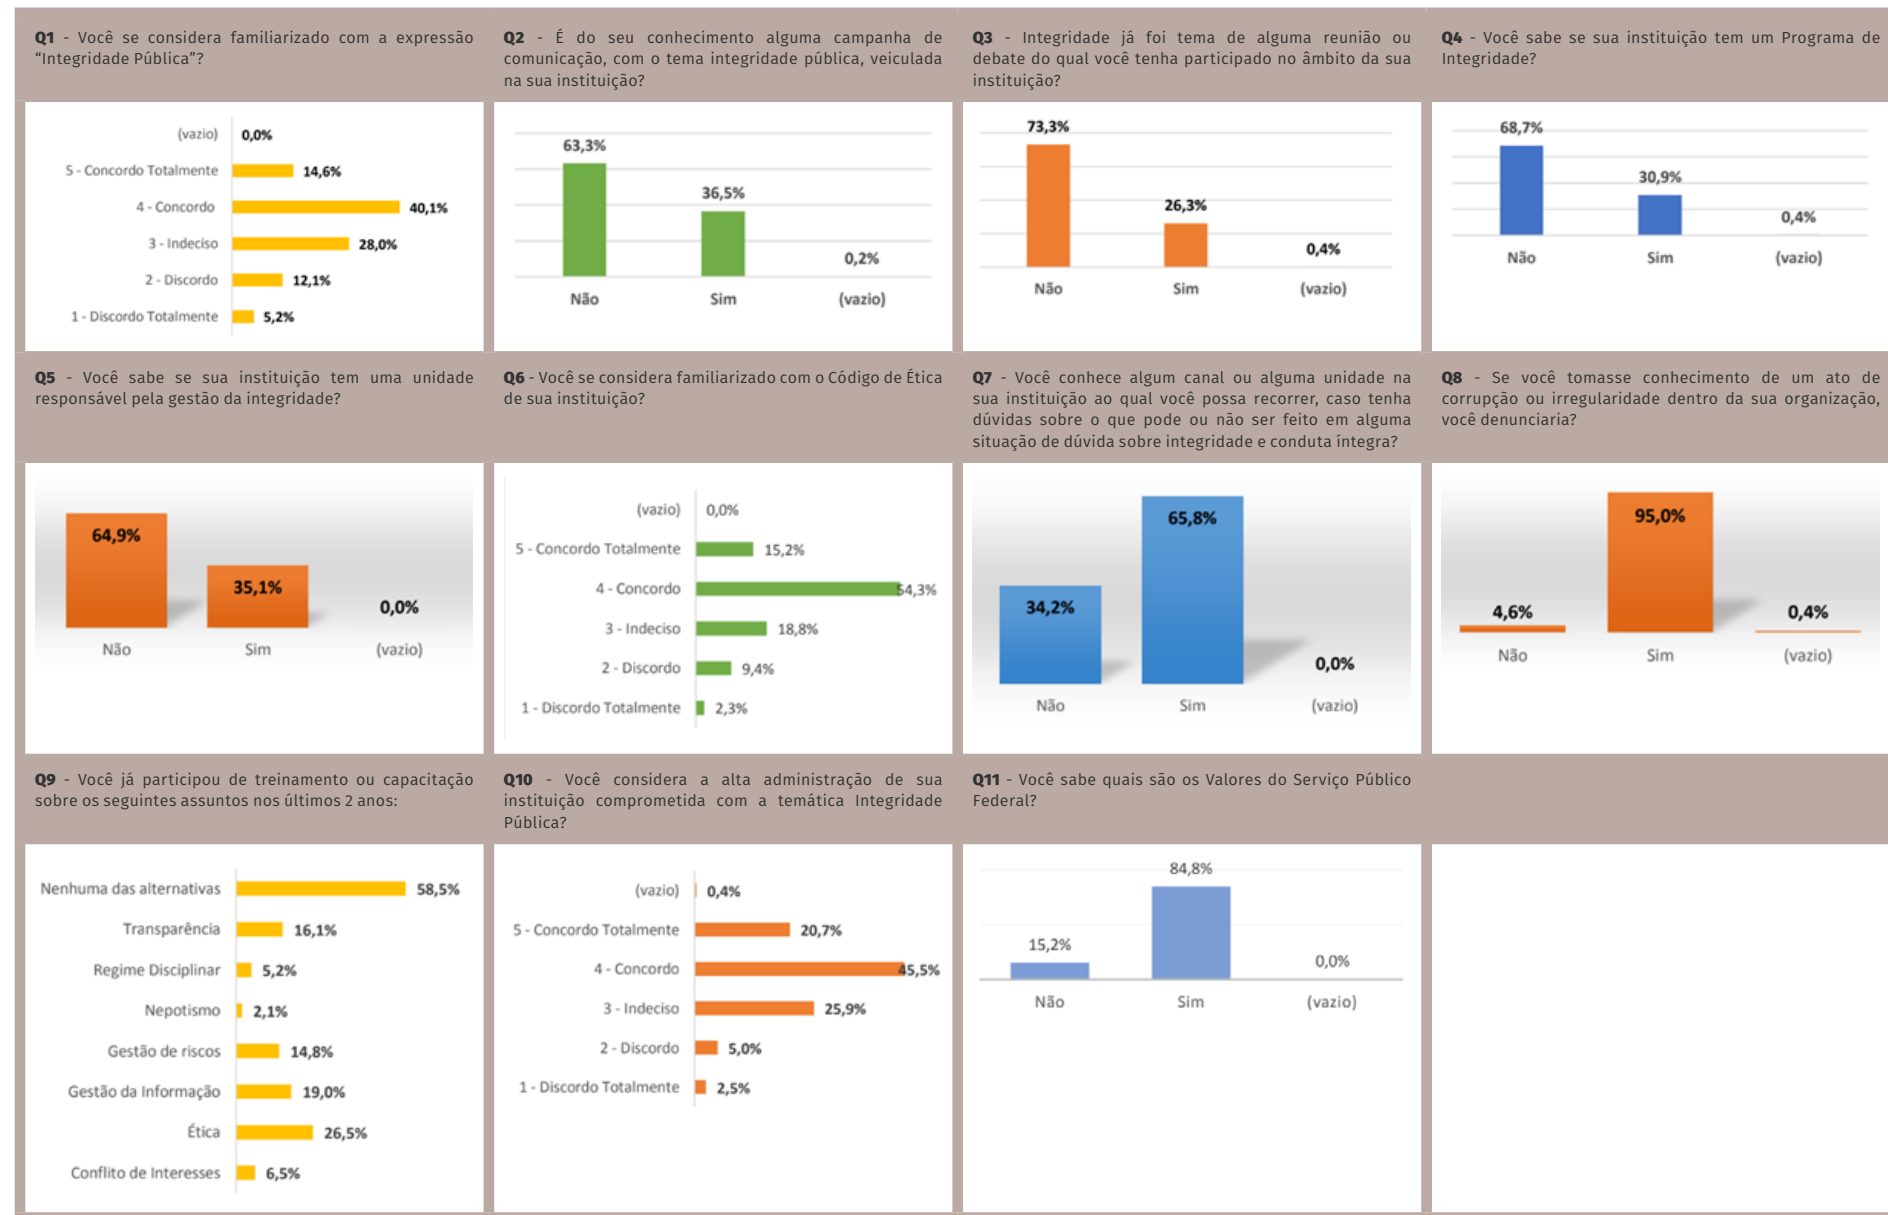 Q1 - Você se considera familiarizado com a expressão
“Integridade Pública”?
Q2 - É do seu conhecimento alguma campanha de
comunicação, com o tema integridade pública, veiculada
na sua instituição?
Q3 - Integridade já foi tema de alguma reunião ou
debate do qual você tenha participado no âmbito da sua
instituição?
Q4 - Você sabe se sua instituição tem um Programa de
Integridade?
(vazio) 0,0%
5 - Concordo Totalmente 14,6%
4 - Concordo 40,1%
3 - Indeciso 28,0%
2 - Discordo 12,1%
1 - Discordo Totalmente 5,2%
63,3%
36,5%
0,2%
Não Sim (vazio)
73,3%
26,3%
0,4%
Não Sim (vazio)
68,7%
30,9%
0,4%
Não Sim (vazio)
Q5 - Você sabe se sua instituição tem uma unidade
responsável pela gestão da integridade?
Q6 - Você se considera familiarizado com o Código de Ética
de sua instituição?
Q7 - Você conhece algum canal ou alguma unidade na
sua instituição ao qual você possa recorrer, caso tenha
dúvidas sobre o que pode ou não ser feito em alguma
situação de dúvida sobre integridade e conduta íntegra?
Q8 - Se você tomasse conhecimento de um ato de
corrupção ou irregularidade dentro da sua organização,
você denunciaria?
64,9%
35,1%
0,0%
Não Sim (vazio)
(vazio) 0,0%
5 - Concordo Totalmente 15,2%
4 - Concordo 54,3%
3 - Indeciso 18,8%
2 - Discordo 9,4%
1 - Discordo Totalmente 2,3%
65,8%
34,2%
0,0%
Não Sim (vazio)
95,0%
4,6%
0,4%
Não Sim (vazio)
Q9 - Você já participou de treinamento ou capacitação
sobre os seguintes assuntos nos últimos 2 anos:
Q10 - Você considera a alta administração de sua
instituição comprometida com a temática Integridade
Pública?
Q11 - Você sabe quais são os Valores do Serviço Público
Federal?
Nenhuma das alternativas 58,5%
Transparência 16,1%
Regime Disciplinar 5,2%
Nepotismo 2,1%
Gestão de riscos 14,8%
Gestão da Informação 19,0%
Ética 26,5%
Conflito de Interesses 6,5%
(vazio) 0,4%
5 - Concordo Totalmente 20,7%
4 - Concordo 45,5%
3 - Indeciso 25,9%
2 - Discordo 5,0%
1 - Discordo Totalmente 2,5%
84,8%
15,2%
0,0%
Não Sim (vazio)